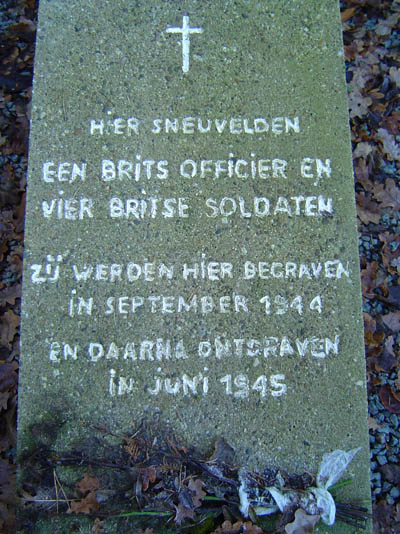 HIER SNEUVELDEN
EEN BRITS OFFICIER EN
VIER BRITSE SOLDATEN
ZIJ WERDEN HIER BEGRAVEN
IN SEPTEMBER 1944
EN DAARNA ONTGRAVEN
IN JUNI 1945